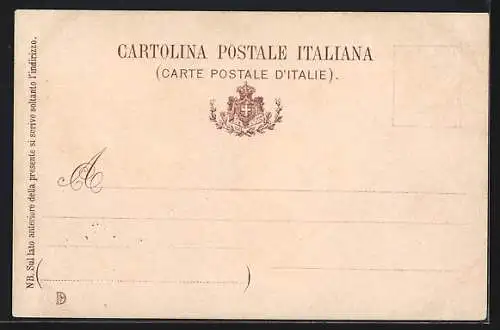 CARTOLINA POSTALE ITALIANA
(CARTE POSTALE D'ITALIE).
A
( )
NB. Sul lato anteriore della presente si scrive soltanto l'indirizzo.
D